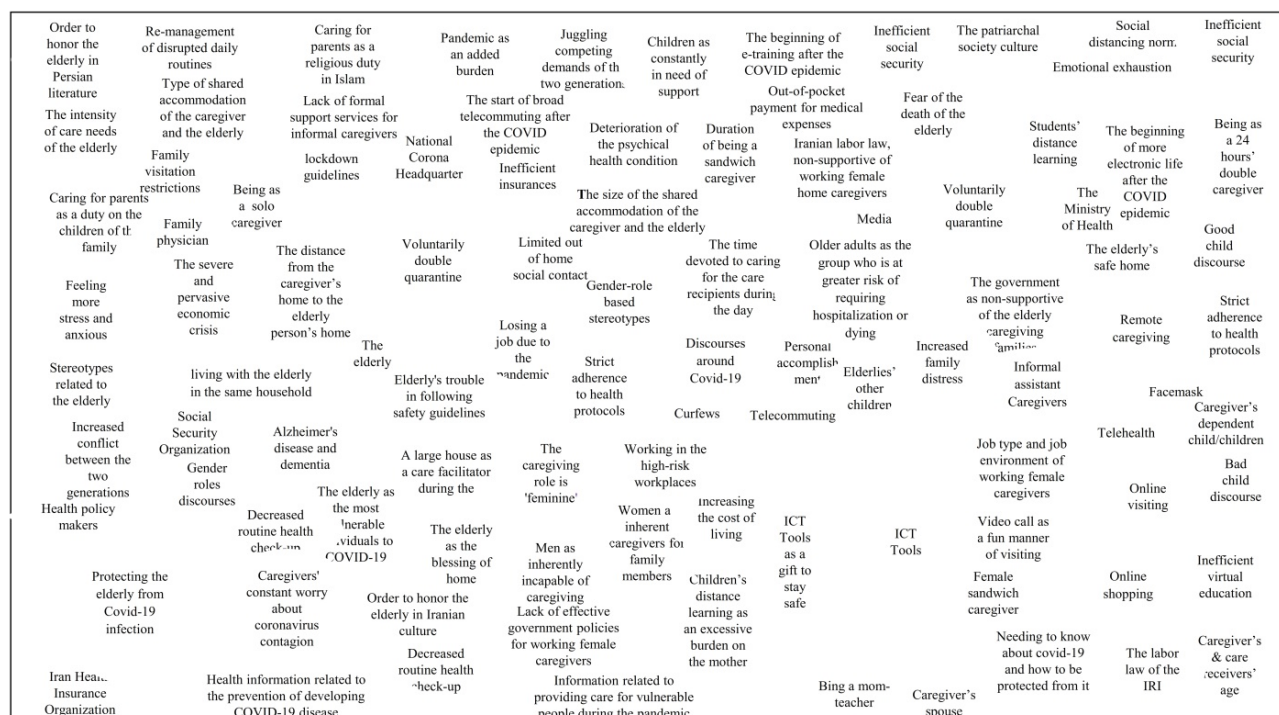 Order to
honor the
elderly in
Persian
literature
Re-management
of disrupted daily
routines
Caring for
parents as a
religious duty
in Islam
Pandemic as
an added
burden
Juggling
competing
demands of th
two generation
Children as
constantly
in need of
support
The beginning of
e-training after the
COVID epidemic
Inefficient
social
security
The patriarchal
society culture
Social
distancing norm.
Inefficient
social
security
Emotional exhaustion
Type of shared
accommodation
of the caregiver
and the elderly
Lack of formal
support services for
informal caregivers
The start of broad
telecommuting after
the COVID
epidemic
Out-of-pocket
payment for medical
expenses
Fear of the
death of the
elderly
The intensity
of care needs
of the elderly
National
Corona
Headquarter
Deterioration of
the psychical
health condition
Duration
of being a
sandwich
caregiver
Iranian labor law,
non-supportive of
working female
home caregivers
Students'
distance
learning
The beginning
of more
electronic life
after the
COVID
epidemic
Being as
a 24
hours'
double
caregiver
Family
visitation
restrictions
lockdown
guidelines
Inefficient
insurances
Being as
a solo
caregiver
Caring for parents
as a duty on the
children of th
family
Family
physician
The size of the shared
accommodation of the
caregiver and the elderly
Media
Voluntarily
double
quarantine
The
Ministry
of Health
Good
child
discourse
The distance
from the
caregiver's
home to the
elderly
person's home
Voluntarily
double
quarantine
Limited out
of home
social contact
The time
devoted to caring
for the care
recipients during
the day
Older adults as the
group who is at
greater risk of
requiring
hospitalization or
dying
The elderly's
safe home
The severe
and
pervasive
economic
crisis
Feeling
more
stress and
anxious
Gender-role
based
stereotypes
The government
as non-supportive
of the elderly
caregiving
families
Strict
adherence
to health
protocols
Remote
caregiving
Losing a
job due to
the
pandemic
The
elderly
Discourses
around
Covid-19
Personal
accomplish
ment
Increased
family
distress
Stereotypes
related to
the elderly
living with the elderly
in the same household
Elderly's trouble
in following
safety guidelines
Strict
adherence
to health
protocols
Elderlies'
other
children
Informal
assistant
Caregivers
Facemask
Curfews
Telecommuting
Caregiver's
dependent
child/children
Social
Security
Organization
Increased
conflict
between the
two
generations
Alzheimer's
disease and
dementia
Telehealth
A large house as
a care facilitator
during the
The
caregiving
role is
'feminine'
Working in the
high-risk
workplaces
Job type and job
environment of
working female
caregivers
Bad
child
discourse
Gender
roles
discourses
Online
visiting
Health policy
makers
The elderly as
the most
lnerable
viduals to
COVID-19
Decreased
routine health
check-up
Increasing
the cost of
living
Women a
inherent
caregivers for
family
members
ICT
Tools
as a
gift to
stay
safe
ICT
Tools
Video call as
a fun manner
of visiting
The elderly
as the
blessing of
home
Men as
inherently
incapable of
caregiving
Inefficient
virtual
education
Protecting the
elderly from
Covid-19
infection
Caregivers'
constant worry
about
coronavirus
contagion
Children's
distance
learning as
an excessive
burden on
the mother
Female
sandwich
caregiver
Online
shopping
Order to honor the
elderly in Iranian
culture
Lack of effective
government policies
for working female
caregivers
Needing to know
about covid-19
and how to be
protected from it
The labor
law of the
IRI
Caregiver's
& care
receivers'
age
Decreased
routine health
check-up
Iran Heal
Insurance
Organization
Health information related to
the prevention of developing
COVID-19 disease
Information related to
providing care for vulnerable
people during the pandemic
Bing a mom-
teacher
Caregiver's
spouse